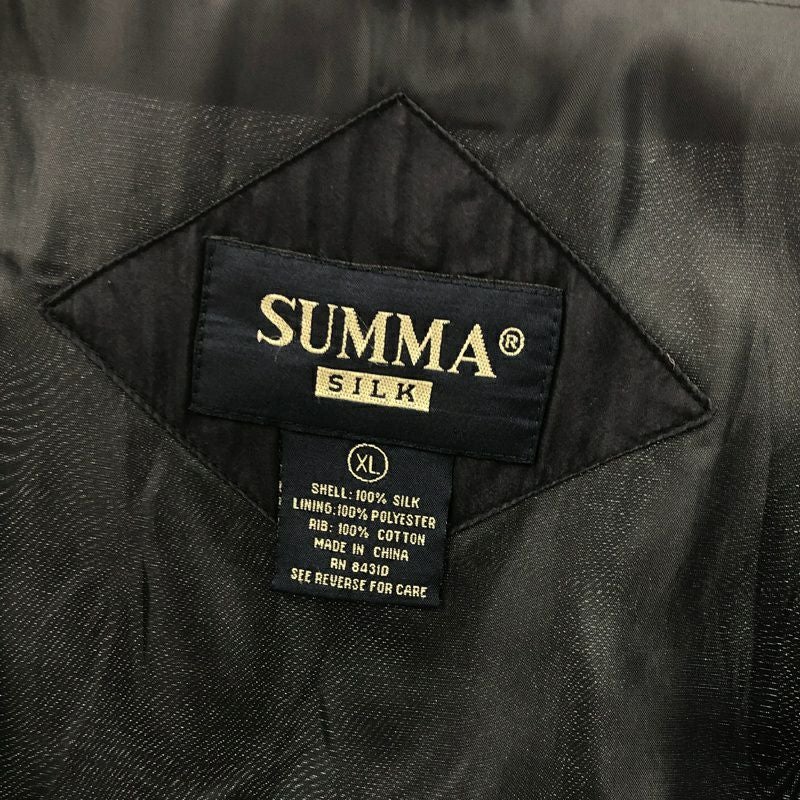 SUMMA®
SILK
XL
SHELL: 100% SILK
LINING: 100% POLYESTER
RIB: 100% COTTON
MADE IN CHINA
RN 84310
SEE REVERSE FOR CARE